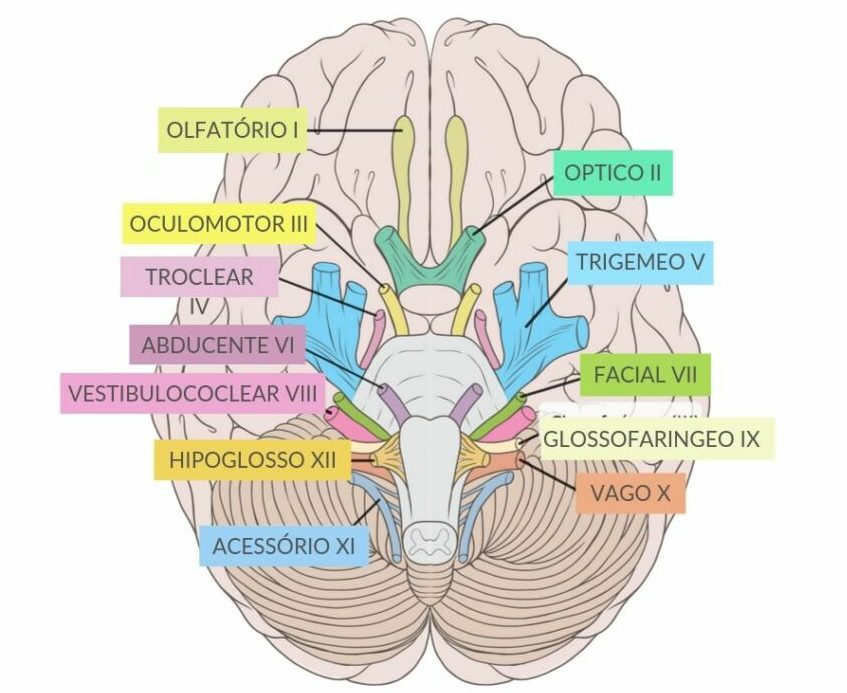 OLFATÓRIO I
OPTICO II
OCULOMOTOR III
TRIGEMEO V
TROCLEAR
IV
ABDUCENTE VI
FACIAL VII
VESTIBULOCOCLEAR VIII
GLOSSOFARINGEO IX
HIPOGLOSSO XII
VAGO X
ACESSÓRIO XI